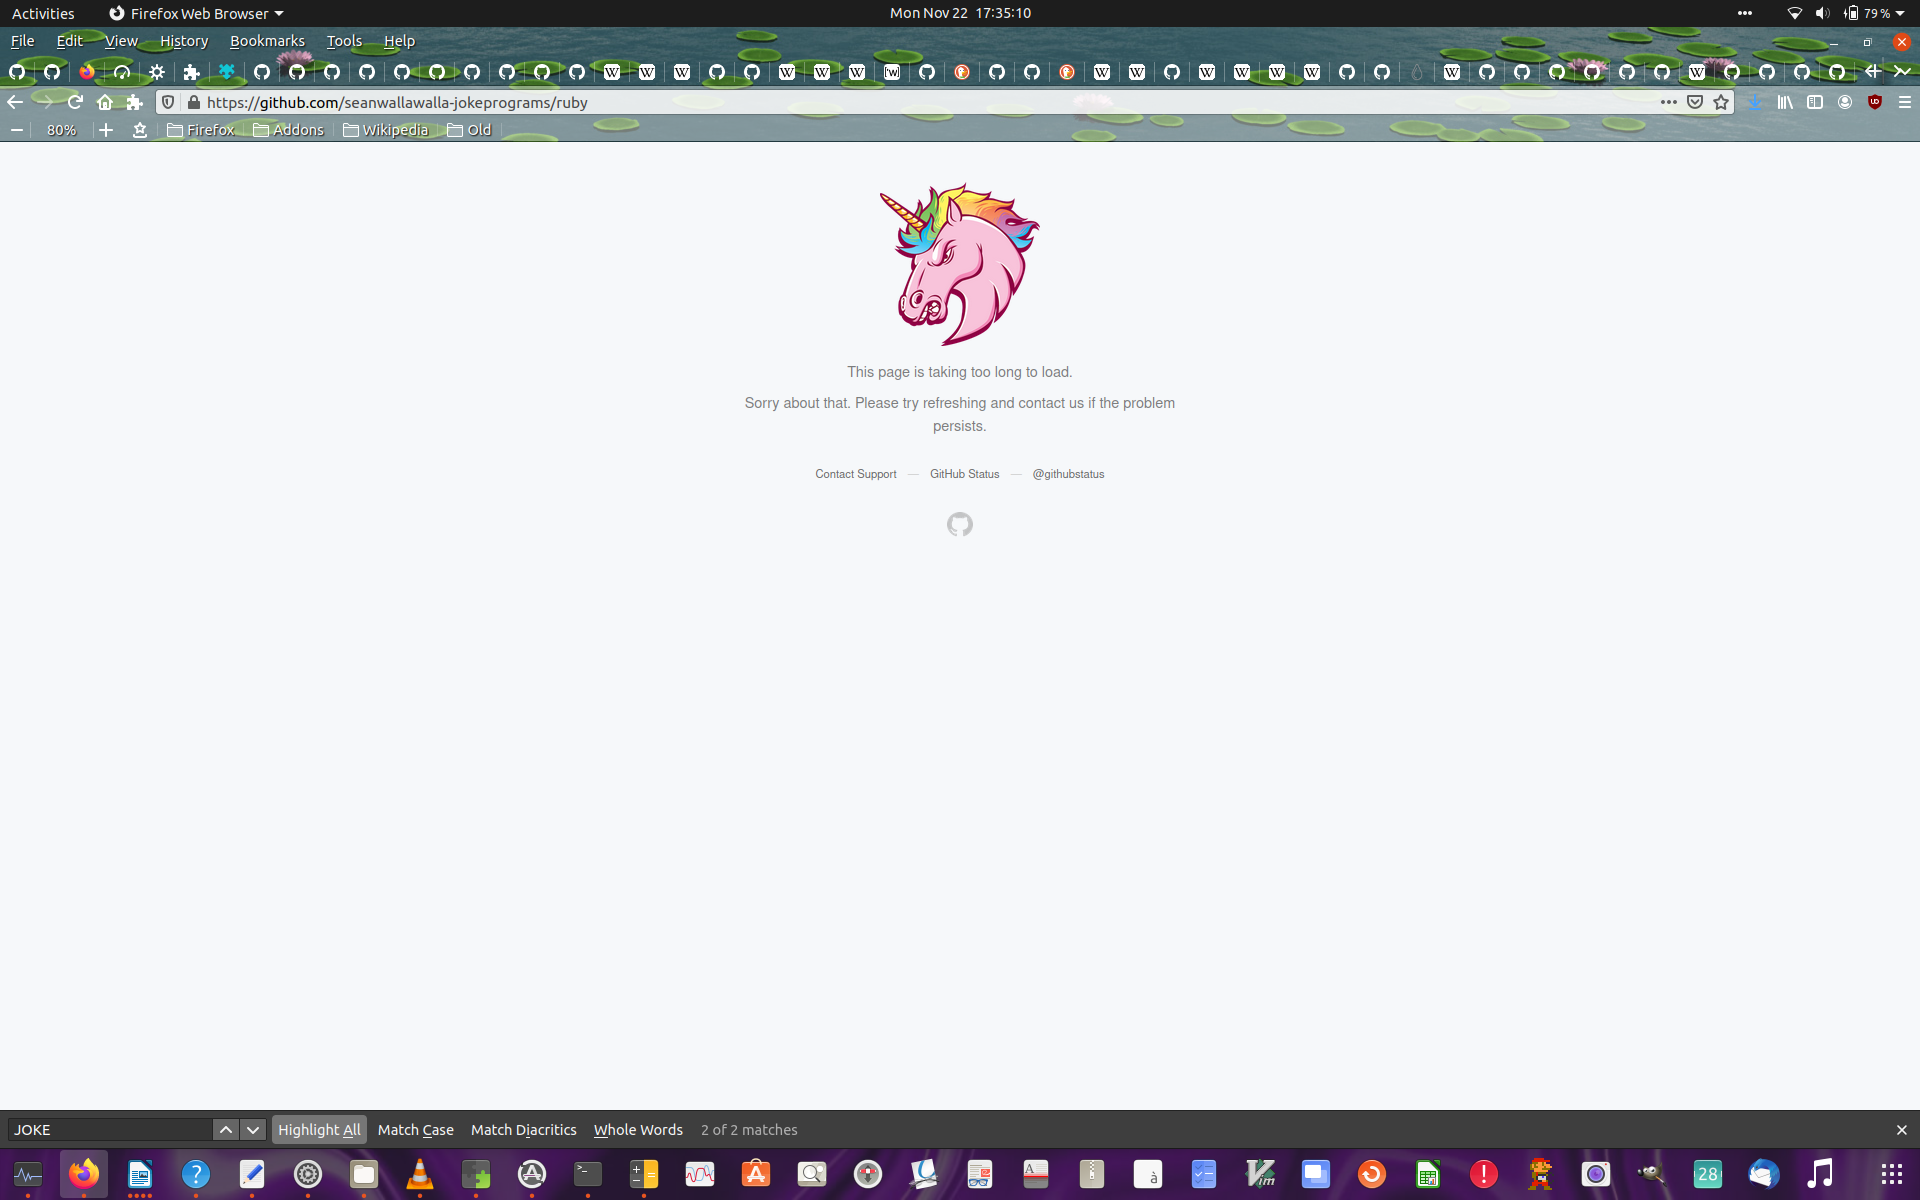 Activities Firefox Web Browser Mon Nov 22 17:35:10 79 %
File Edit View History Bookmarks Tools Help
https://github.com/seanwallawalla-jokeprograms/ruby
80% Firefox Addons Wikipedia Old
This page is taking too long to load.
Sorry about that. Please try refreshing and contact us if the problem
persists.
Contact Support — GitHub Status — @githubstatus
JOKE Highlight All Match Case Match Diacritics Whole Words 2 of 2 matches
28